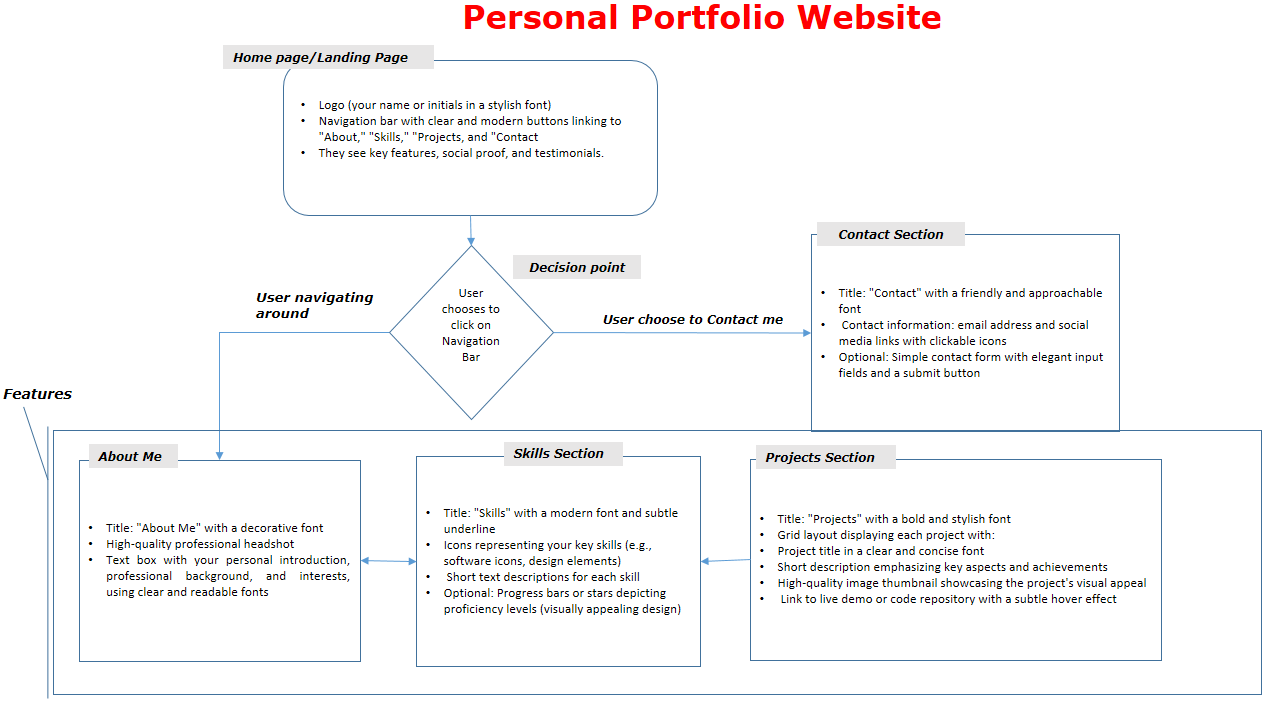 Personal Portfolio Website
Home page/Landing Page
• Logo (your name or initials in a stylish font)
• Navigation bar with clear and modern buttons linking to
"About," "Skills," "Projects, and "Contact
• They see key features, social proof, and testimonials.
Decision point
User
chooses to
click on
Navigation
Bar
User navigating
around
User choose to Contact me
Contact Section
• Title: "Contact" with a friendly and approachable
font
• Contact information: email address and social
media links with clickable icons
• Optional: Simple contact form with elegant input
fields and a submit button
Features
About Me
• Title: "About Me" with a decorative font
• High-quality professional headshot
• Text box with your personal introduction,
professional background, and interests,
using clear and readable fonts
Skills Section
• Title: "Skills" with a modern font and subtle
underline
• Icons representing your key skills (e.g.,
software icons, design elements)
• Short text descriptions for each skill
• Optional: Progress bars or stars depicting
proficiency levels (visually appealing design)
Projects Section
• Title: "Projects" with a bold and stylish font
• Grid layout displaying each project with:
• Project title in a clear and concise font
• Short description emphasizing key aspects and achievements
• High-quality image thumbnail showcasing the project's visual appeal
• Link to live demo or code repository with a subtle hover effect